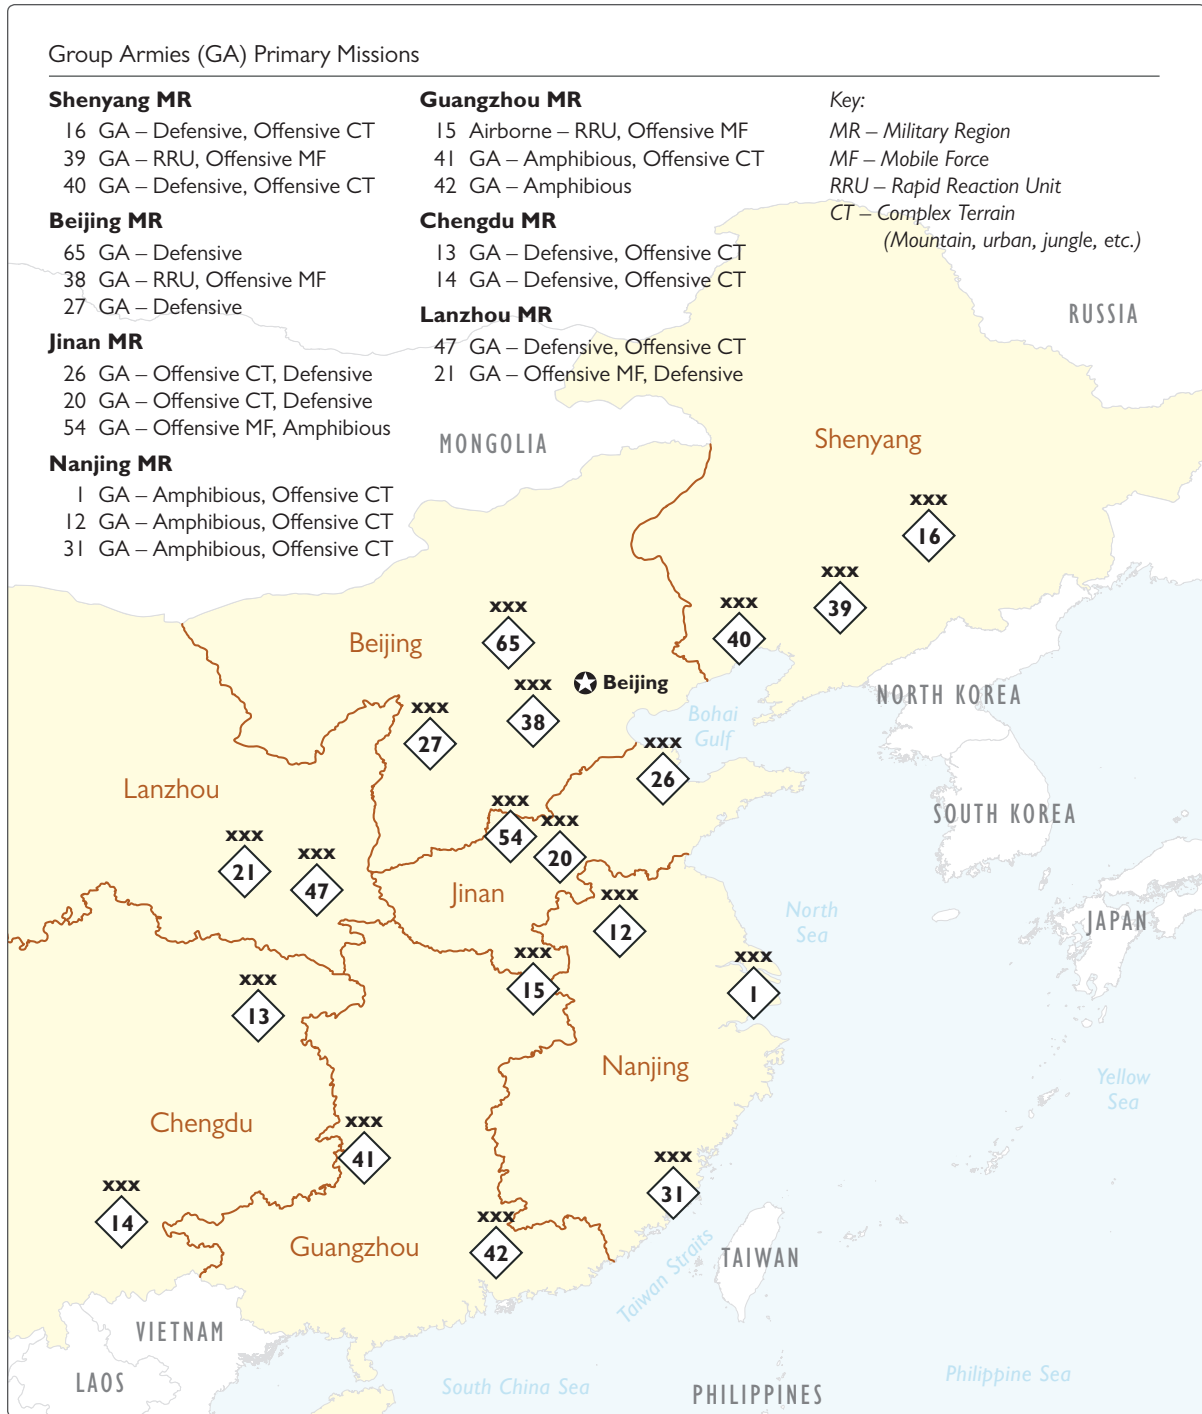 Group Armies (GA) Primary Missions
Shenyang MR
16 GA – Defensive, Offensive CT
39 GA – RRU, Offensive MF
40 GA – Defensive, Offensive CT
Beijing MR
65 GA – Defensive
38 GA – RRU, Offensive MF
27 GA – Defensive
Jinan MR
26 GA – Offensive CT, Defensive
20 GA – Offensive CT, Defensive
54 GA – Offensive MF, Amphibious
Nanjing MR
1 GA – Amphibious, Offensive CT
12 GA – Amphibious, Offensive CT
31 GA – Amphibious, Offensive CT
Guangzhou MR
15 Airborne – RRU, Offensive MF
41 GA – Amphibious, Offensive CT
42 GA – Amphibious
Chengdu MR
13 GA – Defensive, Offensive CT
14 GA – Defensive, Offensive CT
Lanzhou MR
47 GA – Defensive, Offensive CT
21 GA – Offensive MF, Defensive
Key:
MR – Military Region
MF – Mobile Force
RRU – Rapid Reaction Unit
CT – Complex Terrain
(Mountain, urban, jungle, etc.)
RUSSIA
MONGOLIA
Shenyang
xxx
16
xxx
39
xxx
40
xxx
65
Beijing
Beijing
xxx
38
xxx
27
NORTH KOREA
Bohai
Gulf
xxx
26
Lanzhou
SOUTH KOREA
xxx
54
xxx
20
xxx
21
xxx
47
Jinan
xxx
12
North
Sea
JAPAN
xxx
15
xxx
1
xxx
13
Nanjing
Yellow
Sea
Chengdu
xxx
41
xxx
31
xxx
14
xxx
42
Guangzhou
Taiwan Straits
TAIWAN
VIETNAM
LAOS
South China Sea
PHILIPPINES
Philippine Sea